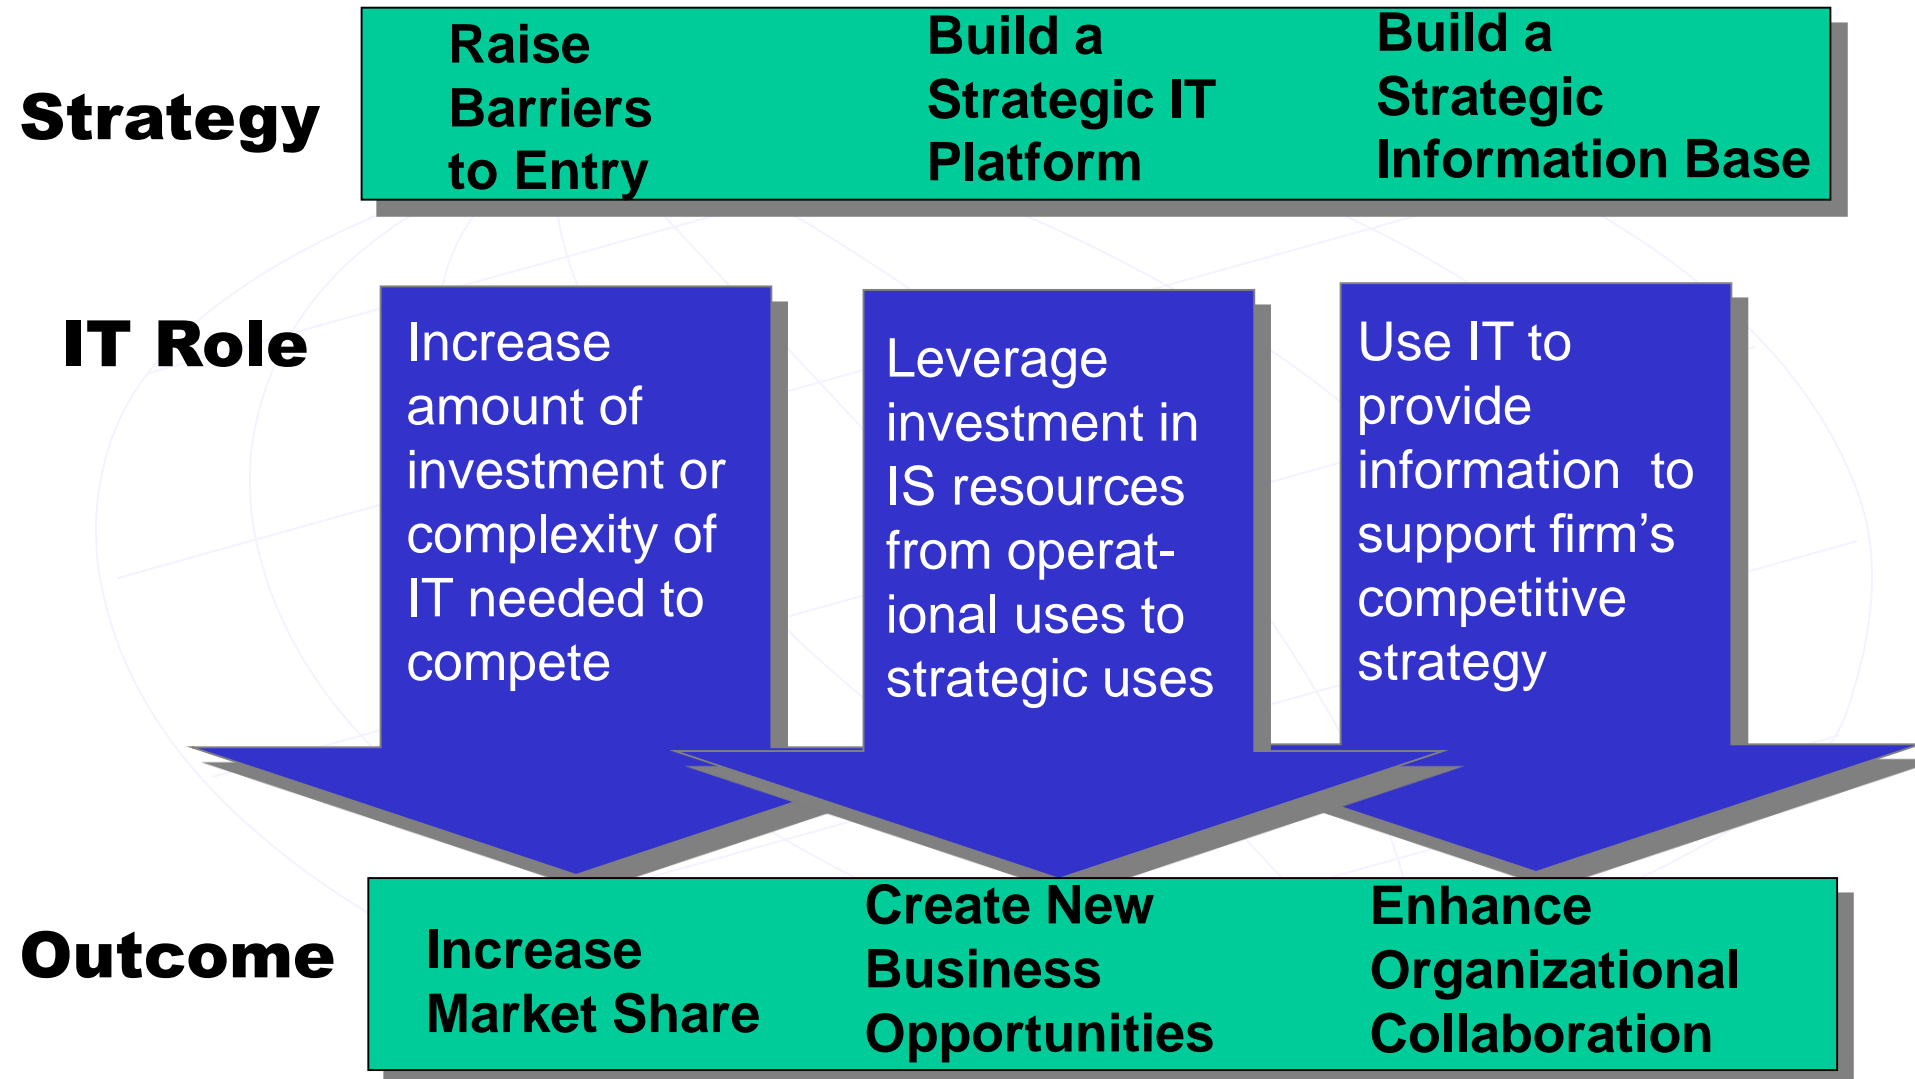 Strategy
Raise
Barriers
to Entry
Build a
Strategic IT
Platform
Build a
Strategic
Information Base
IT Role
Increase
amount of
investment or
complexity of
IT needed to
compete
Leverage
investment in
IS resources
from operat-
ional uses to
strategic uses
Use IT to
provide
information  to
support firm’s
competitive
strategy
Outcome
Increase
Market Share
Create New
Business
Opportunities
Enhance
Organizational
Collaboration